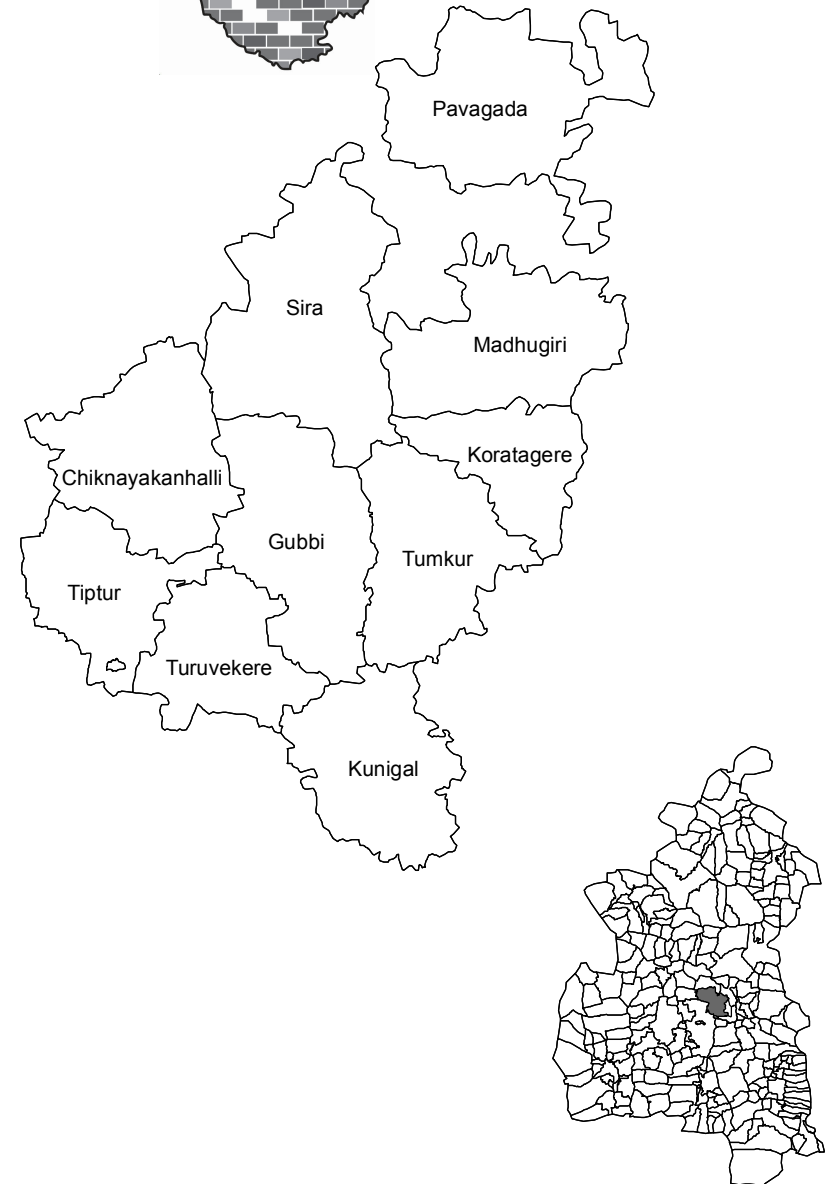 Pavagada
Sira
Madhugiri
Koratagere
Chiknayakanhalli
Gubbi
Tumkur
Tiptur
Turuvekere
Kunigal